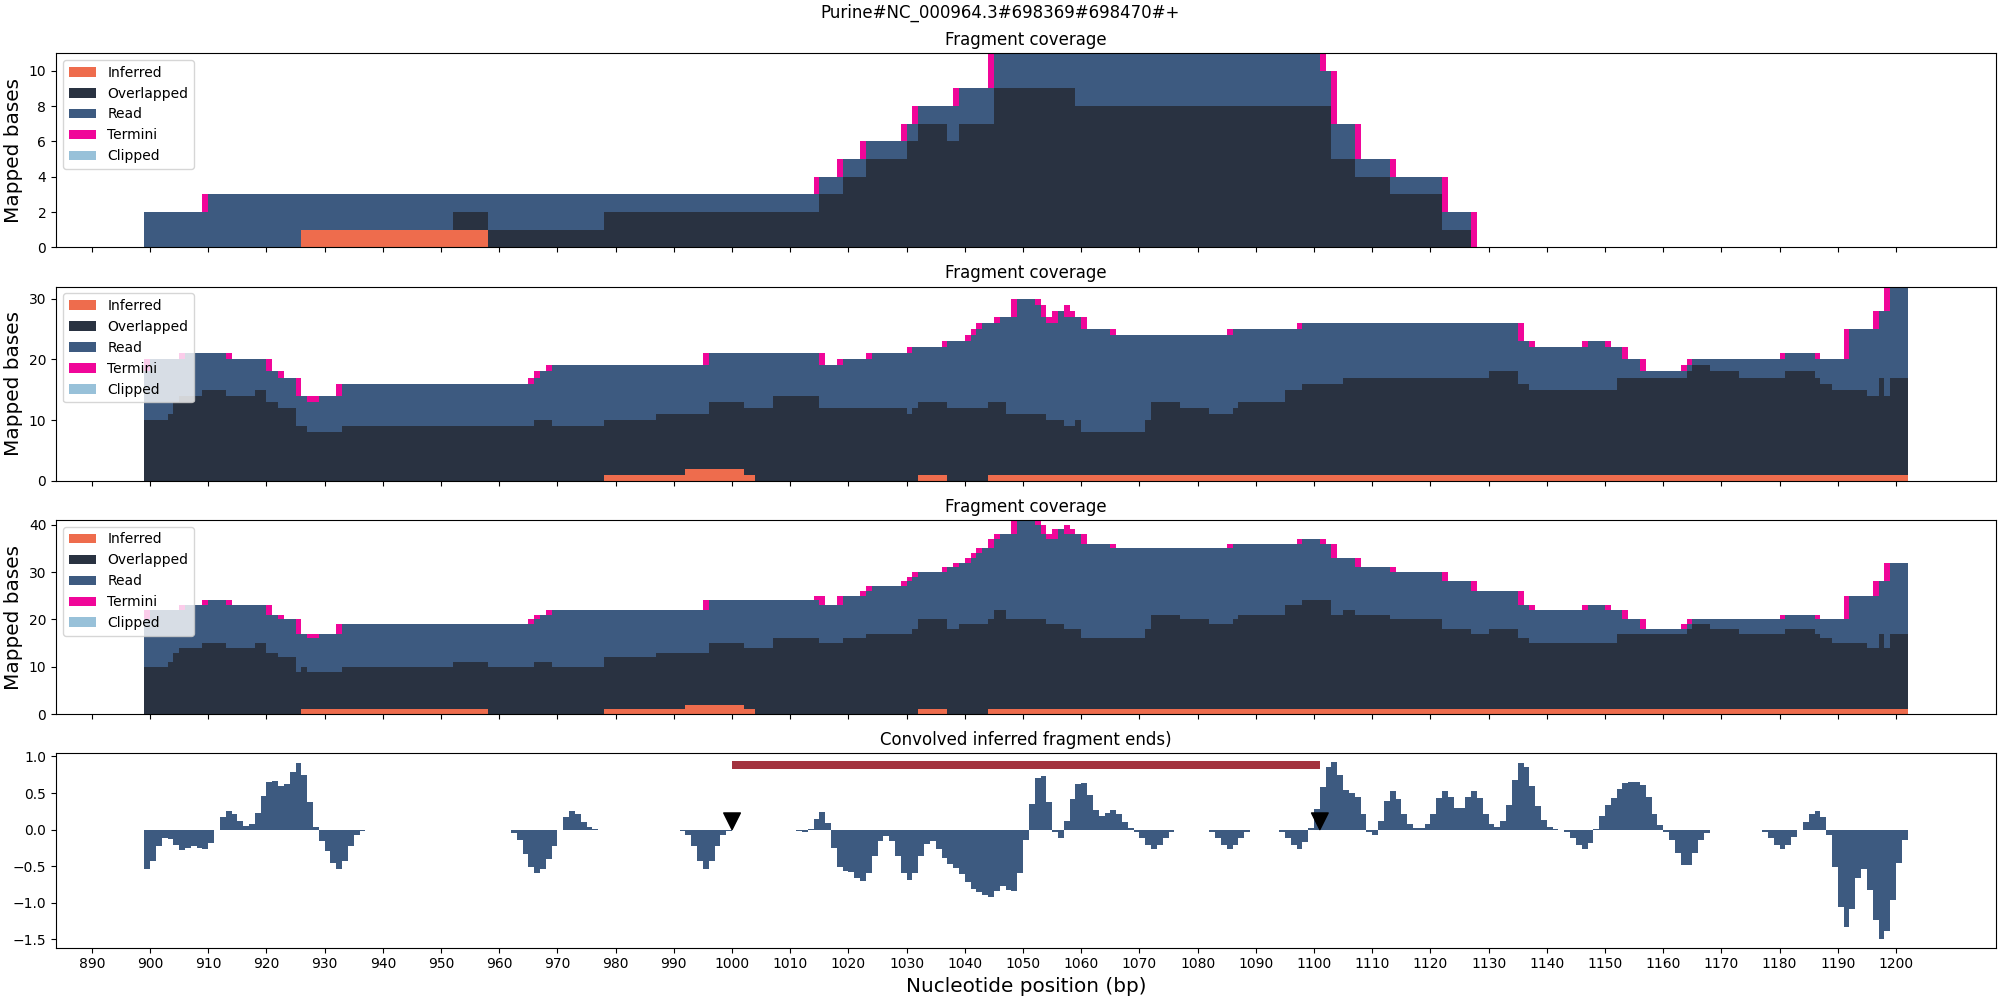 Purine#NC_000964.3#698369#698470#+
Fragment coverage
Mapped bases
10
8
6
4
2
0
Inferred
Overlapped
Read
Termini
Clipped
Fragment coverage
Mapped bases
30
20
10
0
Inferred
Overlapped
Read
Termini
Clipped
Fragment coverage
Mapped bases
40
30
20
10
0
Inferred
Overlapped
Read
Termini
Clipped
Convolved inferred fragment ends)
1.0
0.5
0.0
−0.5
−1.0
−1.5
890 900 910 920 930 940 950 960 970 980 990 1000 1010 1020 1030 1040 1050 1060 1070 1080 1090 1100 1110 1120 1130 1140 1150 1160 1170 1180 1190 1200
Nucleotide position (bp)